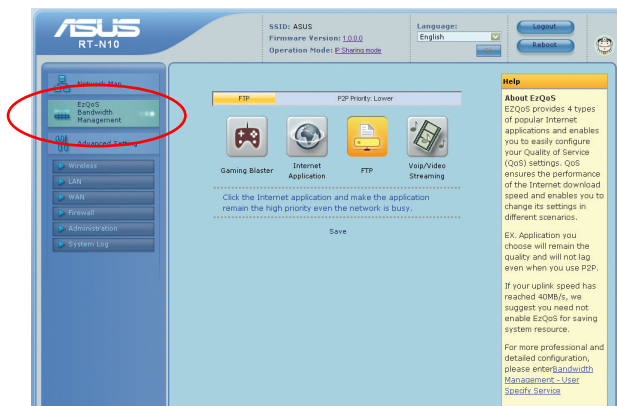 ASUS
RT-N10
SSID: ASUS
Firmware Version: 1.0.0.0
Operation Mode: IP Sharing mode
Language:
English
Logout
Reboot
Network Map
EzQoS
Bandwidth
Management
Advanced Setting
Wireless
LAN
WAN
Firewall
Administration
System Log
FTP
P2P Priority: Lower
Gaming Blaster
Internet
Application
FTP
Voip/Video
Streaming
Click the Internet application and make the application
remain the high priority even the network is busy.
Save
Help
About EzQoS
EZQoS provides 4 types
of popular Internet
applications and enables
you to easily configure
your Quality of Service
(QoS) settings. QoS
ensures the performance
of the Internet download
speed and enables you to
change its settings in
different scenarios.
EX. Application you
choose will remain the
quality and will not lag
even when you use P2P.
If your uplink speed has
reached 40MB/s, we
suggest you need not
enable EzQoS for saving
system resource.
For more professional and
detailed configuration,
please enterBandwidth
Management - User
Specify Service